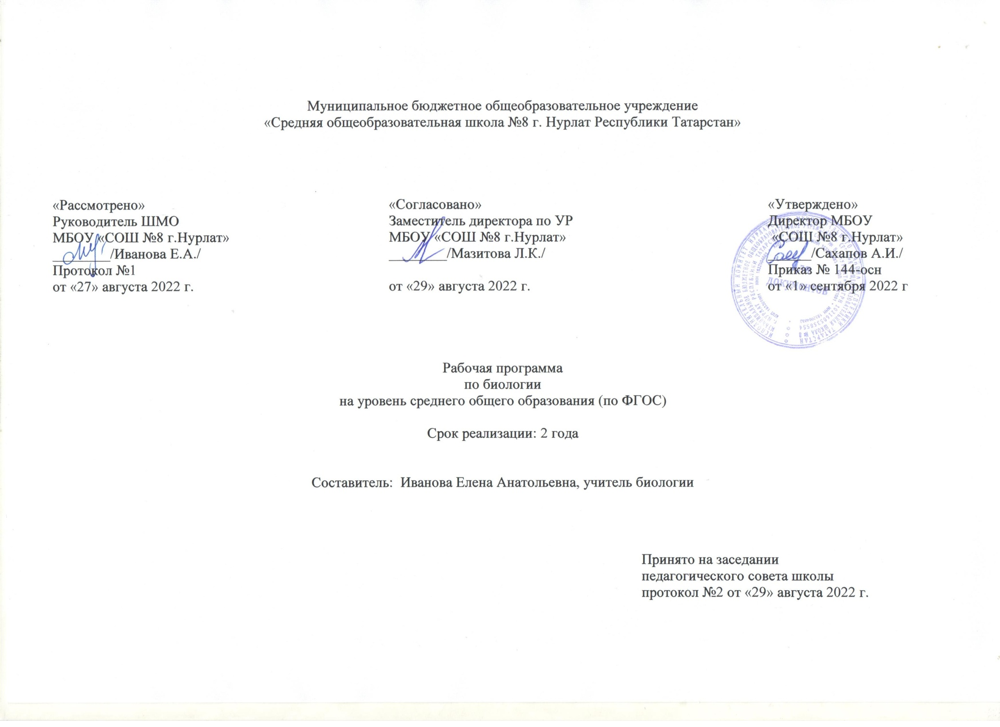 Муниципальное бюджетное общеобразовательное учреждение
«Средняя общеобразовательная школа №8 г. Нурлат Республики Татарстан»
«Рассмотрено»
Руководитель ШМО
МБОУ «СОШ №8 г.Нурлат»
________/Иванова Е.А./
Протокол №1
от «27» августа 2022 г.
«Согласовано»
Заместитель директора по УР
МБОУ «СОШ №8 г.Нурлат»
________/Мазитова Л.К./
от «29» августа 2022 г.
«Утверждено»
Директор МБОУ
«СОШ №8 г.Нурлат»
______/Сахапов А.И./
Приказ № 144-осн
от «1» сентября 2022 г
ДОКУМЕНТОВ
Рабочая программа
по биологии
на уровень среднего общего образования (по ФГОС)
Срок реализации: 2 года
Составитель:  Иванова Елена Анатольевна, учитель биологии
Принято на заседании
педагогического совета школы
протокол №2 от «29» августа 2022 г.